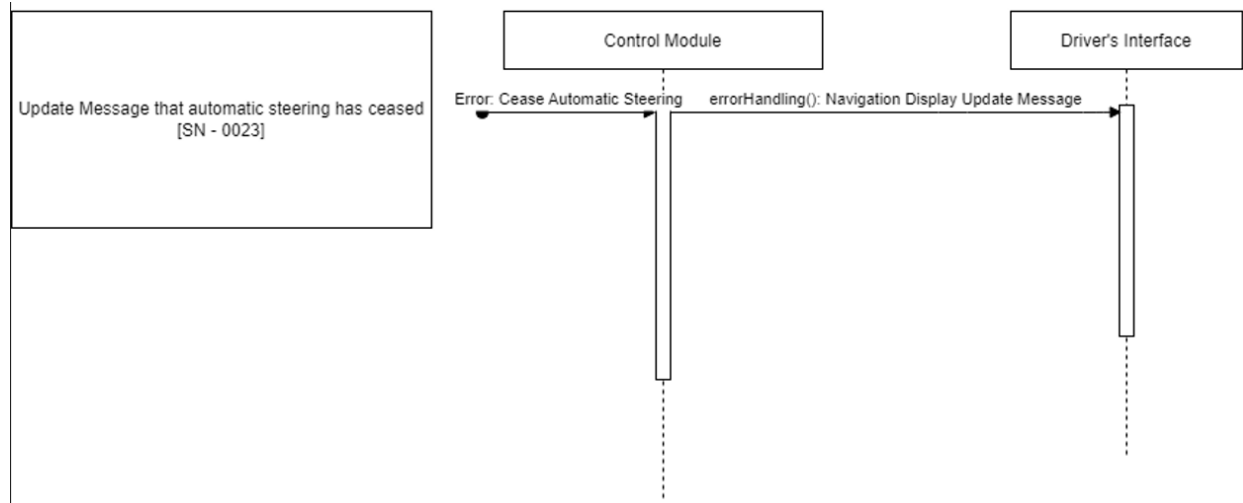 Update Message that automatic steering has ceased
[SN - 0023]
Control Module
Driver's Interface
Error: Cease Automatic Steering
errorHandling(): Navigation Display Update Message